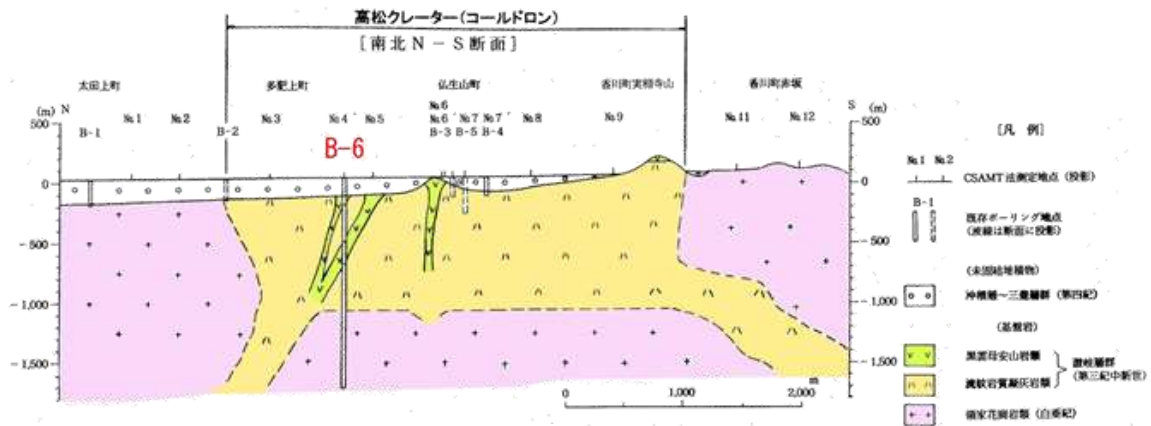 高松クレーター(コールドロン)
[南北N－S断面]
太田上町 多肥上町 仏生山町 香川町実相寺山 香川町赤坂
(m) N S (m)
№1 №2 №3 №4 №5 №6 №6′ №7 №7′ №8 №9 №11 №12
B-1 B-2 B-3 B-5 B-4
B-6
500 500
0 0
-500 -500
-1,000 -1,000
-1,500 -1,500
0 1,000 2,000 m
[凡 例]
№1 №2
CSAMT法測定地点(投影)
B-1
既存ボーリング地点
(波線は断面に投影)
(未固結堆積物)
沖積層～三豊層群(第四紀)
(基盤岩)
黒雲母安山岩類
流紋岩質凝灰岩類
讃岐層群
(第三紀中新世)
領家花崗岩類(白亜紀)